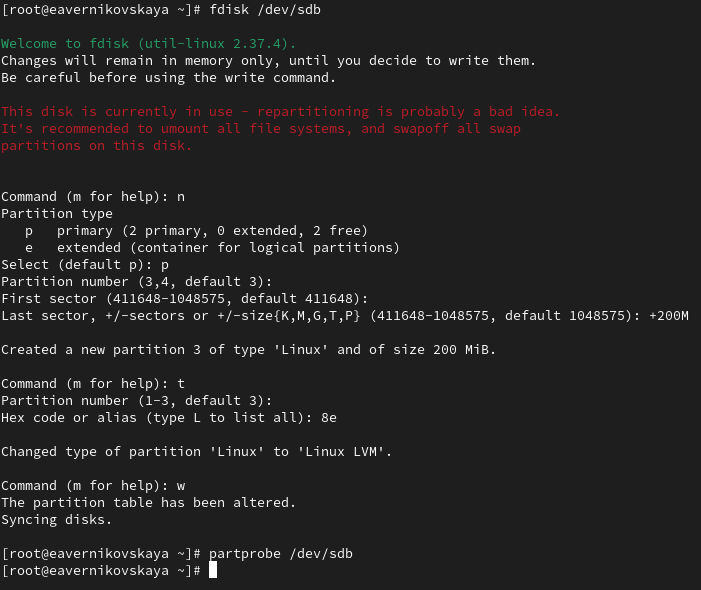 [root@eavernikovskaya ~]# fdisk /dev/sdb
Welcome to fdisk (util-linux 2.37.4).
Changes will remain in memory only, until you decide to write them.
Be careful before using the write command.
This disk is currently in use - repartitioning is probably a bad idea.
It's recommended to umount all file systems, and swapoff all swap
partitions on this disk.
Command (m for help): n
Partition type
   p   primary (2 primary, 0 extended, 2 free)
   e   extended (container for logical partitions)
Select (default p): p
Partition number (3,4, default 3):
First sector (411648-1048575, default 411648):
Last sector, +/-sectors or +/-size{K,M,G,T,P} (411648-1048575, default 1048575): +200M
Created a new partition 3 of type 'Linux' and of size 200 MiB.
Command (m for help): t
Partition number (1-3, default 3):
Hex code or alias (type L to list all): 8e
Changed type of partition 'Linux' to 'Linux LVM'.
Command (m for help): w
The partition table has been altered.
Syncing disks.
[root@eavernikovskaya ~]# partprobe /dev/sdb
[root@eavernikovskaya ~]#